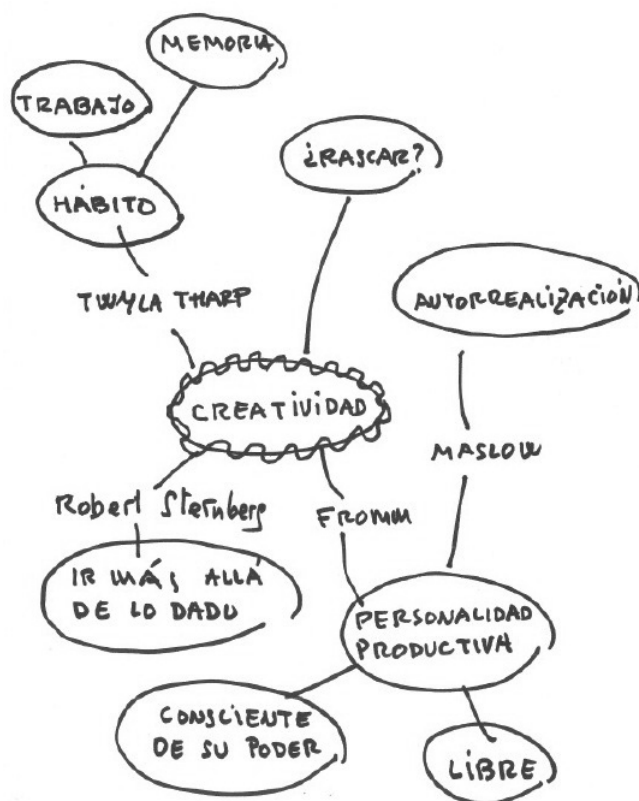 MEMORIA
TRABAJO
¿RASCAR?
HÁBITO
TWYLA THARP
AUTORREALIZACIÓN
CREATIVIDAD
MASLOW
Robert Sternberg
FROMM
IR MÁS ALLÁ
DE LO DADO
PERSONALIDAD
PRODUCTIVA
CONSCIENTE
DE SU PODER
LIBRE